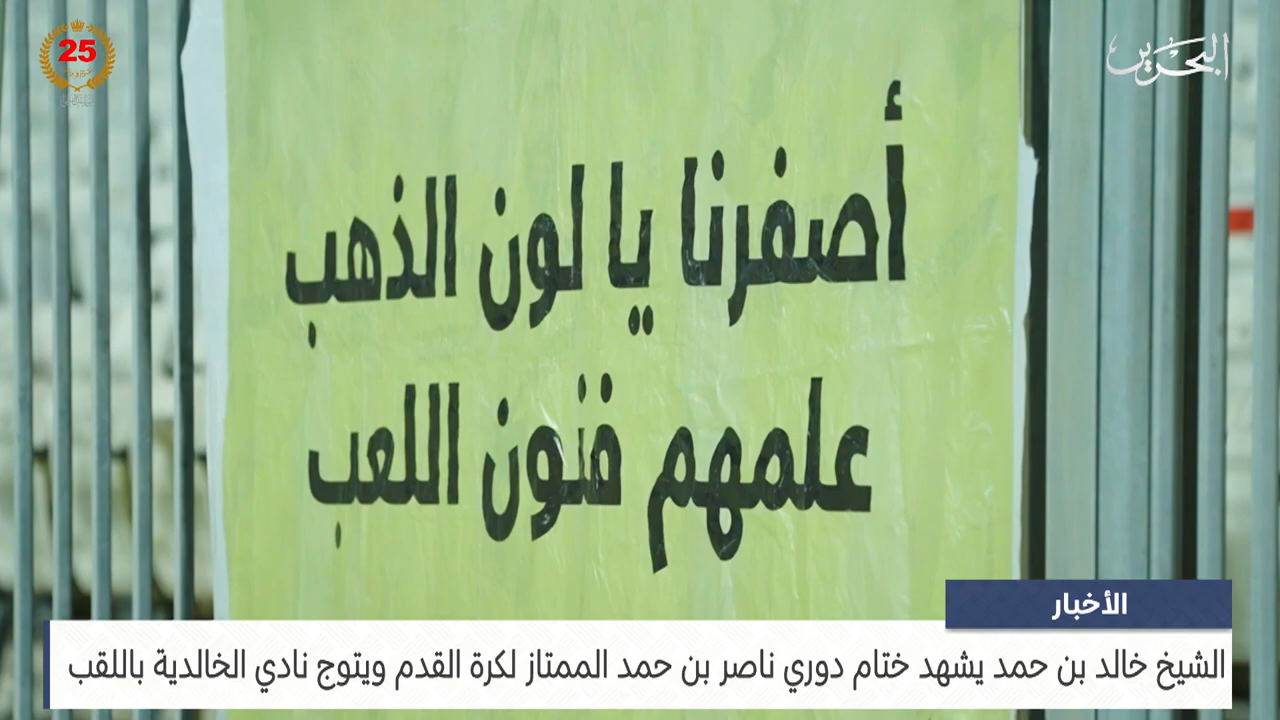 25
البحرين
أصفرنا يا لون الذهب
علمهم فنون اللعب
الأخبار
الشيخ خالد بن حمد يشهد ختام دوري ناصر بن حمد الممتاز لكرة القدم ويتوج نادي الخالدية باللقب